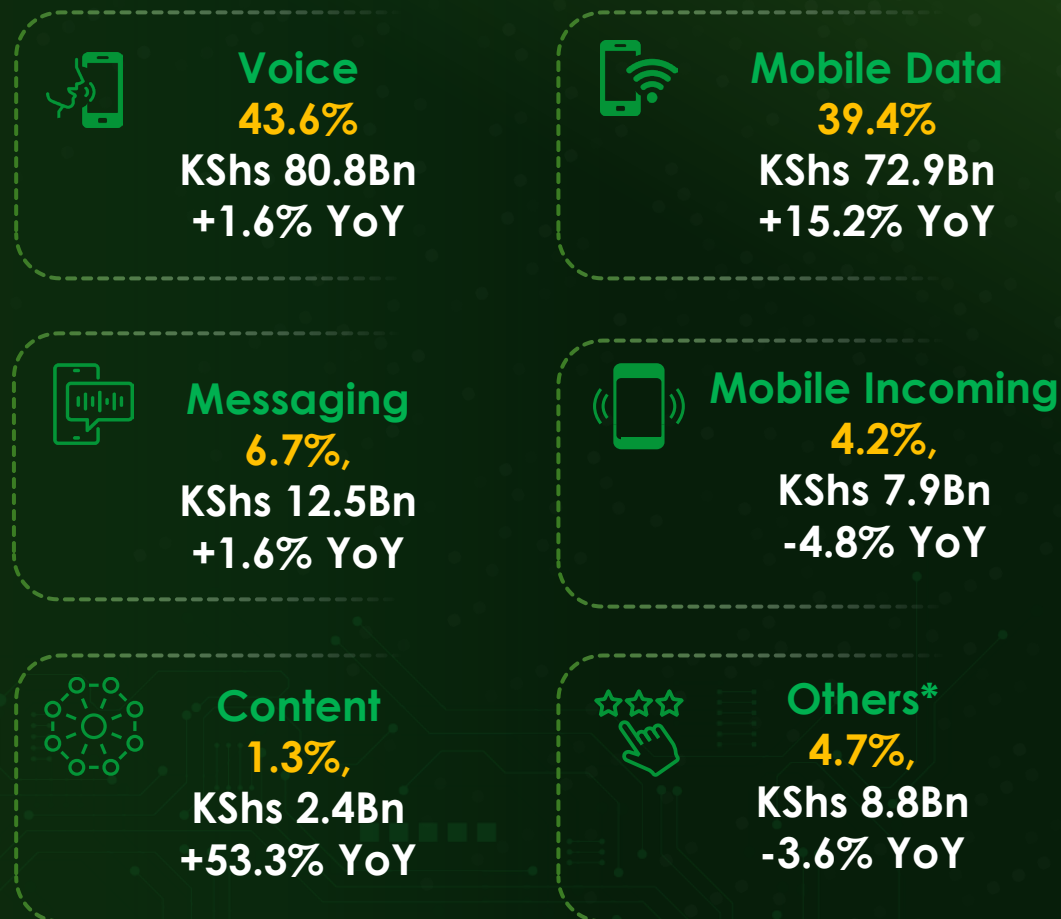 Voice
43.6%
KShs 80.8Bn
+1.6% YoY
Mobile Data
39.4%
KShs 72.9Bn
+15.2% YoY
Messaging
6.7%,
KShs 12.5Bn
+1.6% YoY
Mobile Incoming
4.2%,
KShs 7.9Bn
-4.8% YoY
Content
1.3%,
KShs 2.4Bn
+53.3% YoY
Others*
4.7%,
KShs 8.8Bn
-3.6% YoY